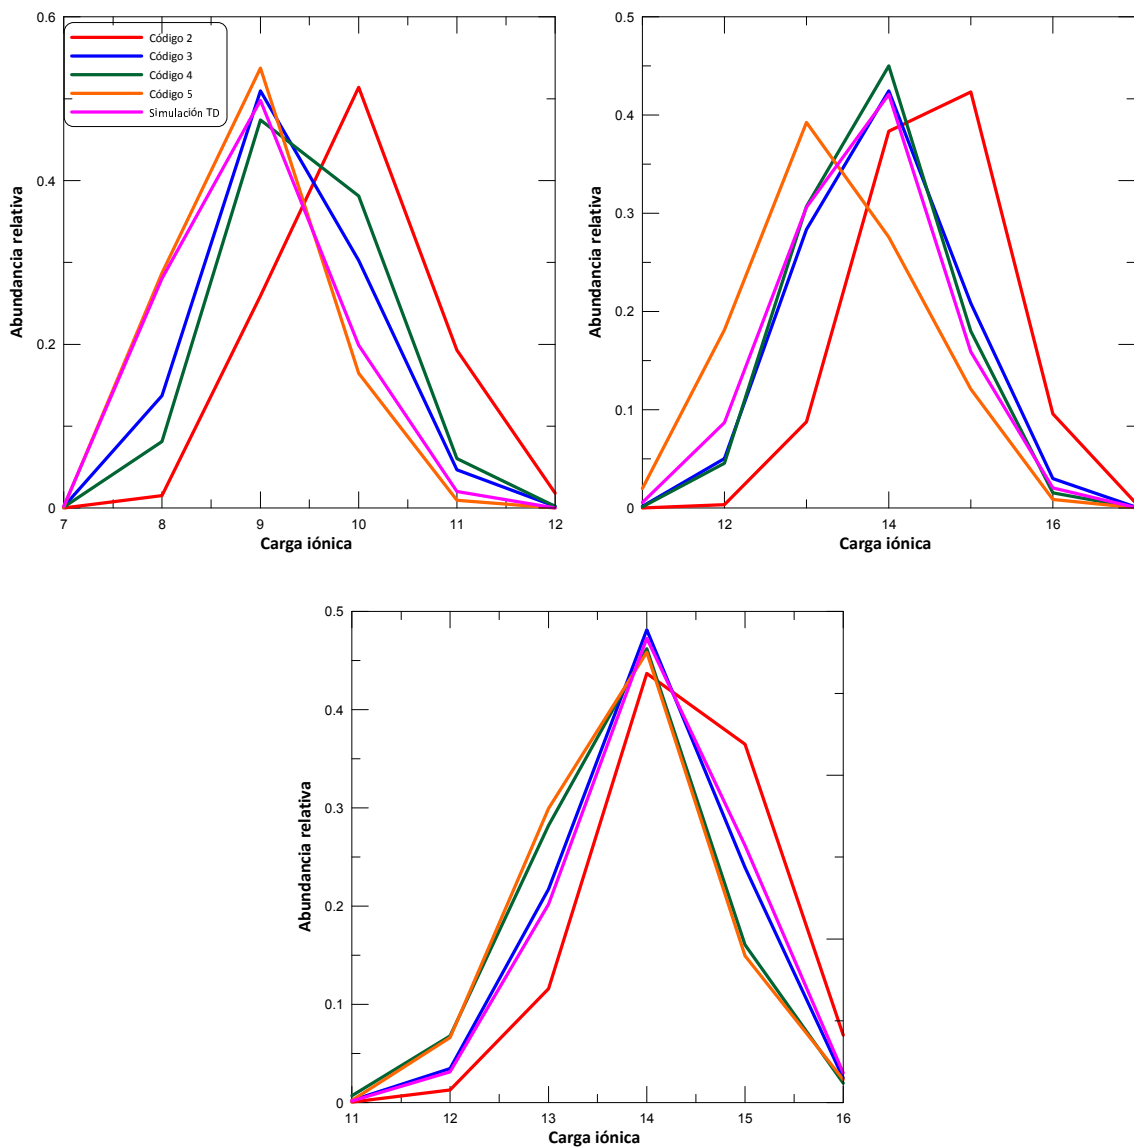 0.6
0.4
0.2
0
Abundancia relativa
Código 2
Código 3
Código 4
Código 5
Simulación TD
7 8 9 10 11 12
Carga iónica
0.5
0.4
0.3
0.2
0.1
0
Abundancia relativa
12 14 16
Carga iónica
0.5
0.4
0.3
0.2
0.1
0
Abundancia relativa
11 12 13 14 15 16
Carga iónica